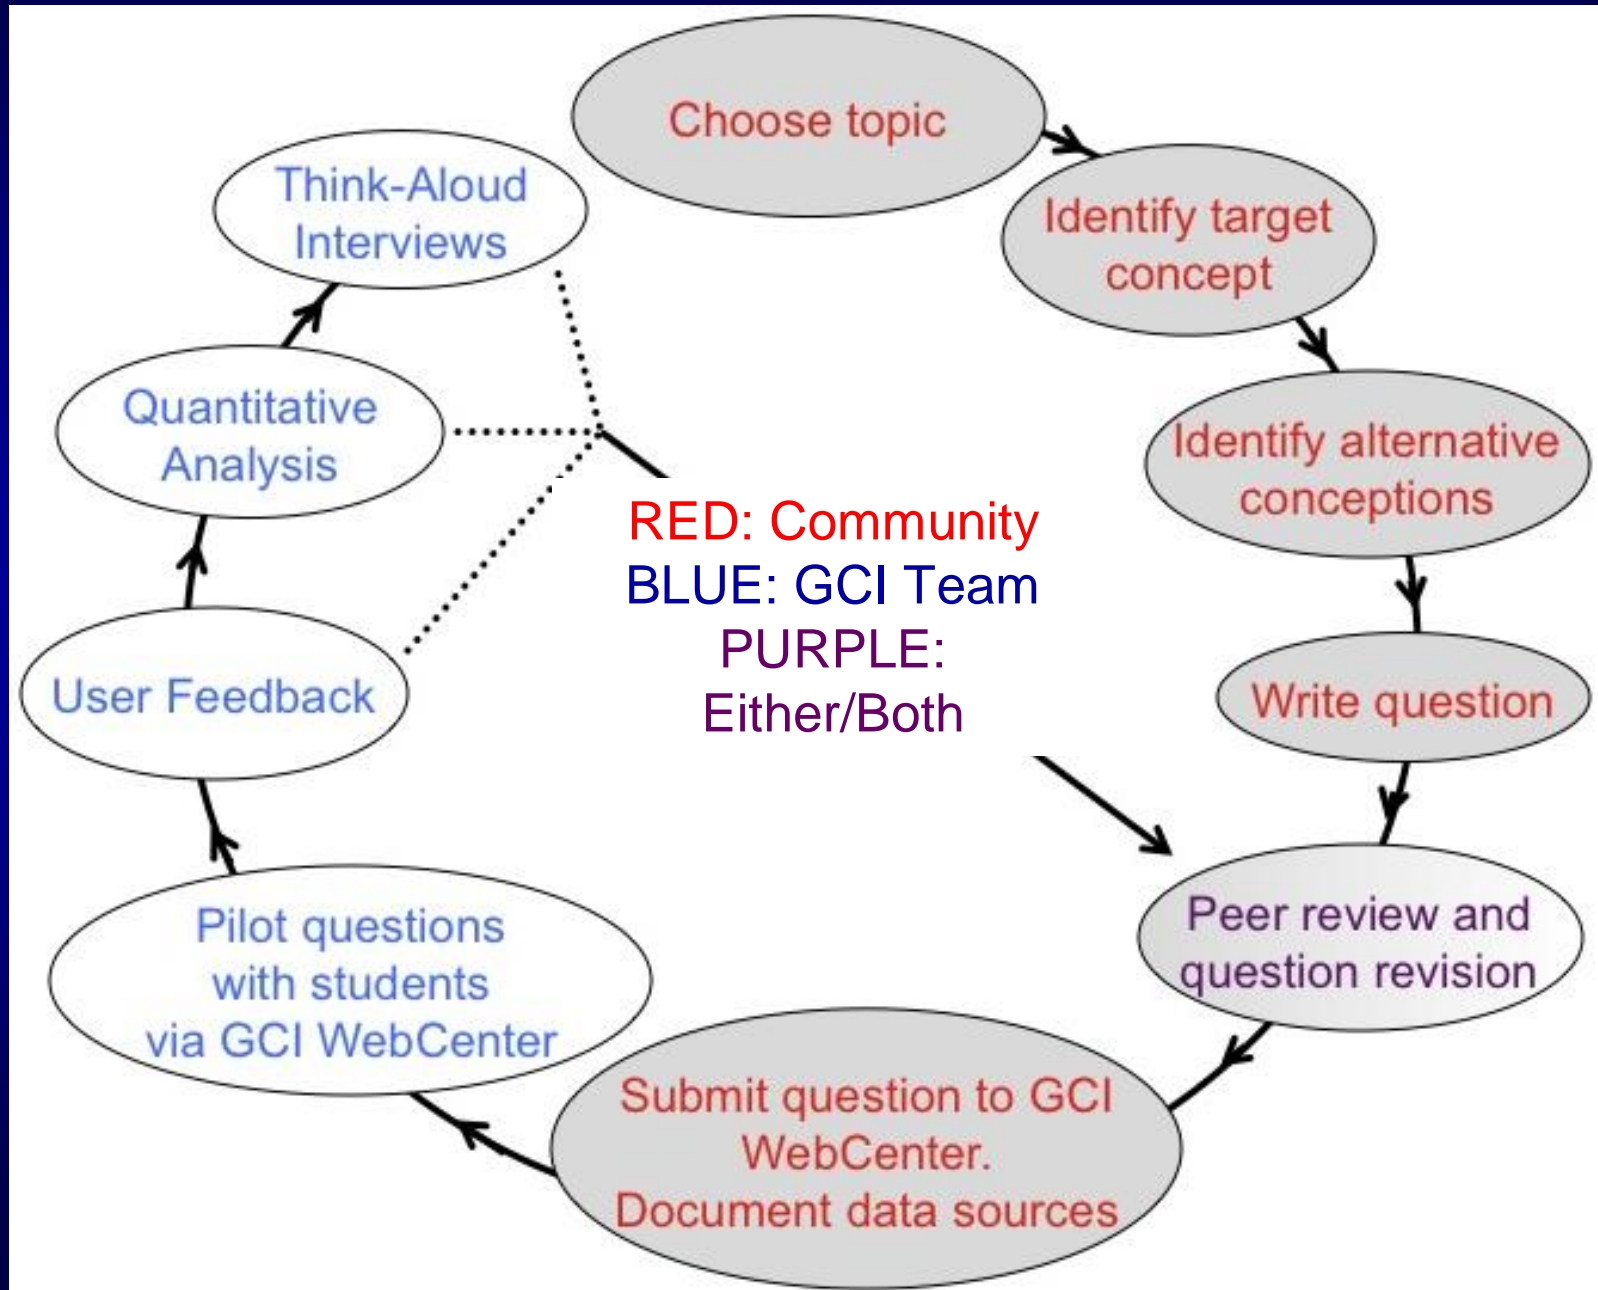 Choose topic
Identify target
concept
Identify alternative
conceptions
Write question
Peer review and
question revision
Submit question to GCI
WebCenter.
Document data sources
Pilot questions
with students
via GCI WebCenter
User Feedback
Quantitative
Analysis
Think-Aloud
Interviews
RED: Community
BLUE: GCI Team
PURPLE:
Either/Both